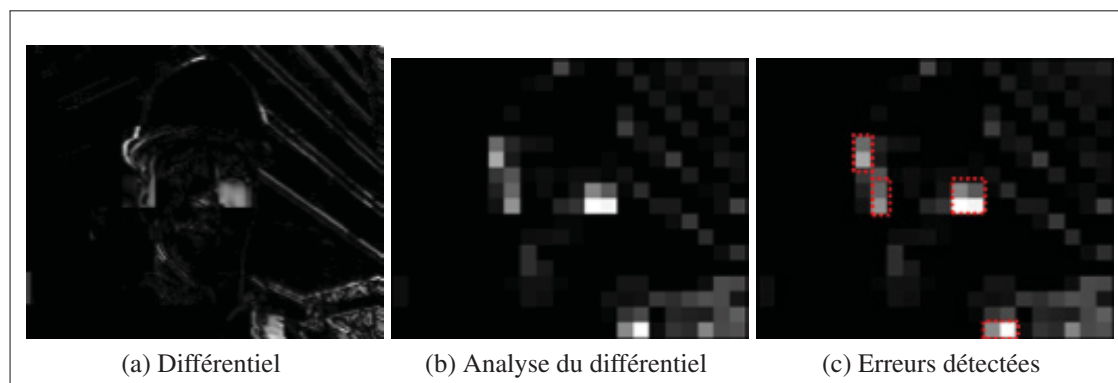 (a) Différentiel
(b) Analyse du différentiel
(c) Erreurs détectées